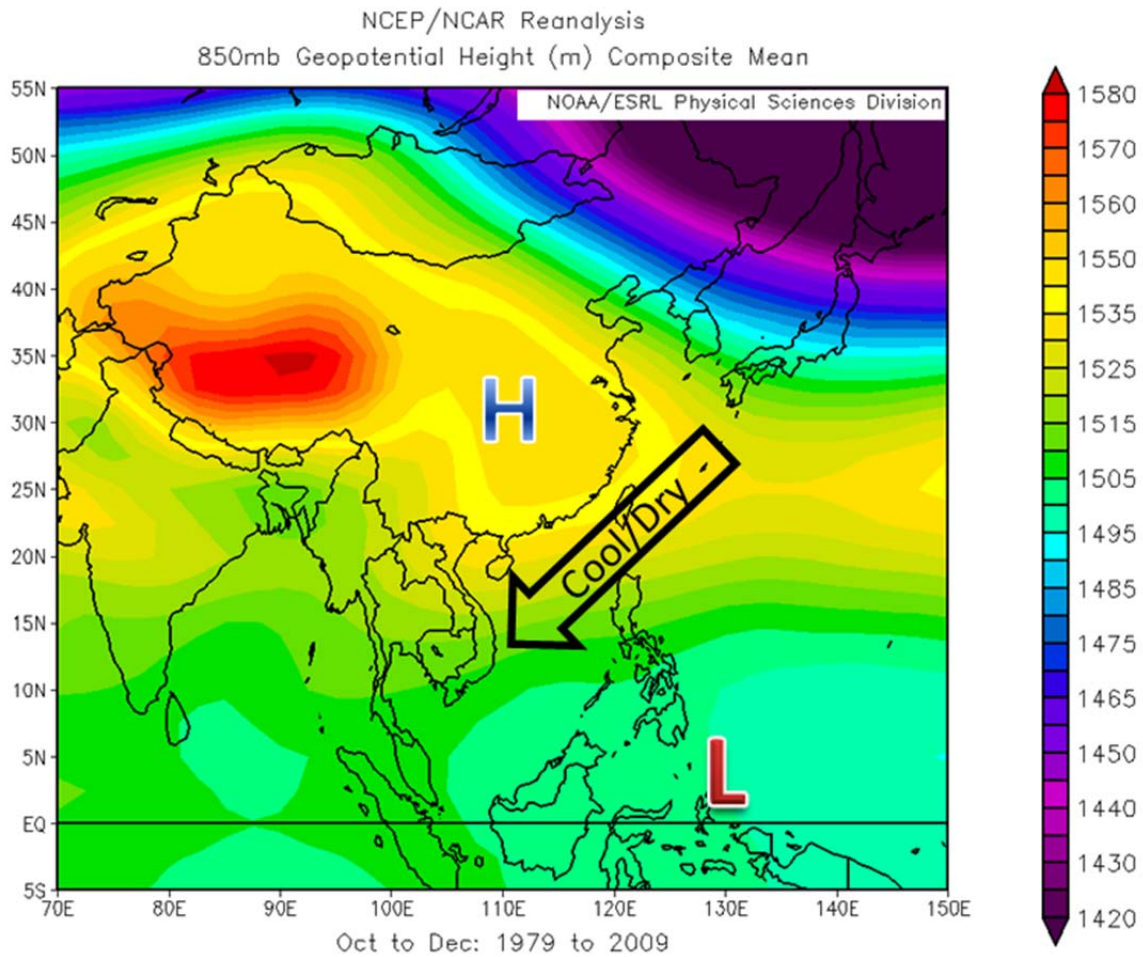 NCEP/NCAR Reanalysis
850mb Geopotential Height (m) Composite Mean
NOAA/ESRL Physical Sciences Division
55N
50N
45N
40N
35N
30N
25N
20N
15N
10N
5N
EQ
5S
H
Cool/Dry
L
70E 80E 90E 100E 110E 120E 130E 140E 150E
Oct to Dec: 1979 to 2009
1580
1570
1560
1550
1535
1525
1515
1505
1495
1485
1475
1465
1450
1440
1430
1420